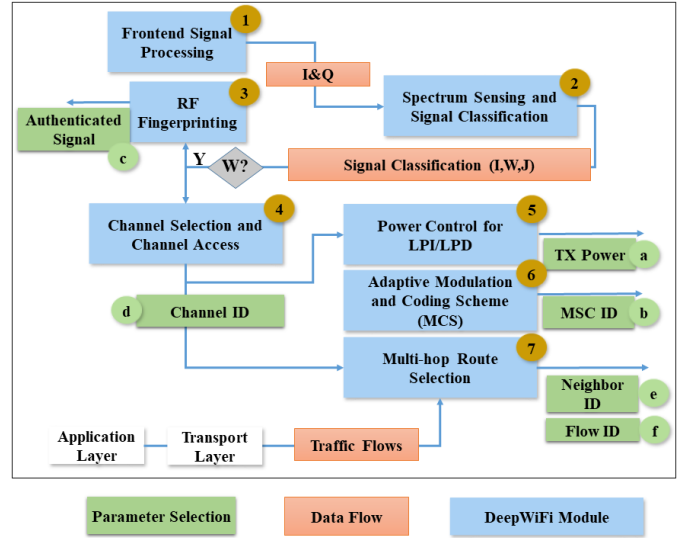 1
Frontend Signal
Processing
I&Q
2
Spectrum Sensing and
Signal Classification
3
RF
Fingerprinting
Authenticated
Signal
c
Y
W?
Signal Classification (I,W,J)
4
Channel Selection and
Channel Access
5
Power Control for
LPI/LPD
TX Power
a
6
Adaptive Modulation
and Coding Scheme
(MCS)
MSC ID
b
d
Channel ID
7
Multi-hop Route
Selection
Neighbor
ID
e
Flow ID
f
Application
Layer
Transport
Layer
Traffic Flows
Parameter Selection
Data Flow
DeepWiFi Module